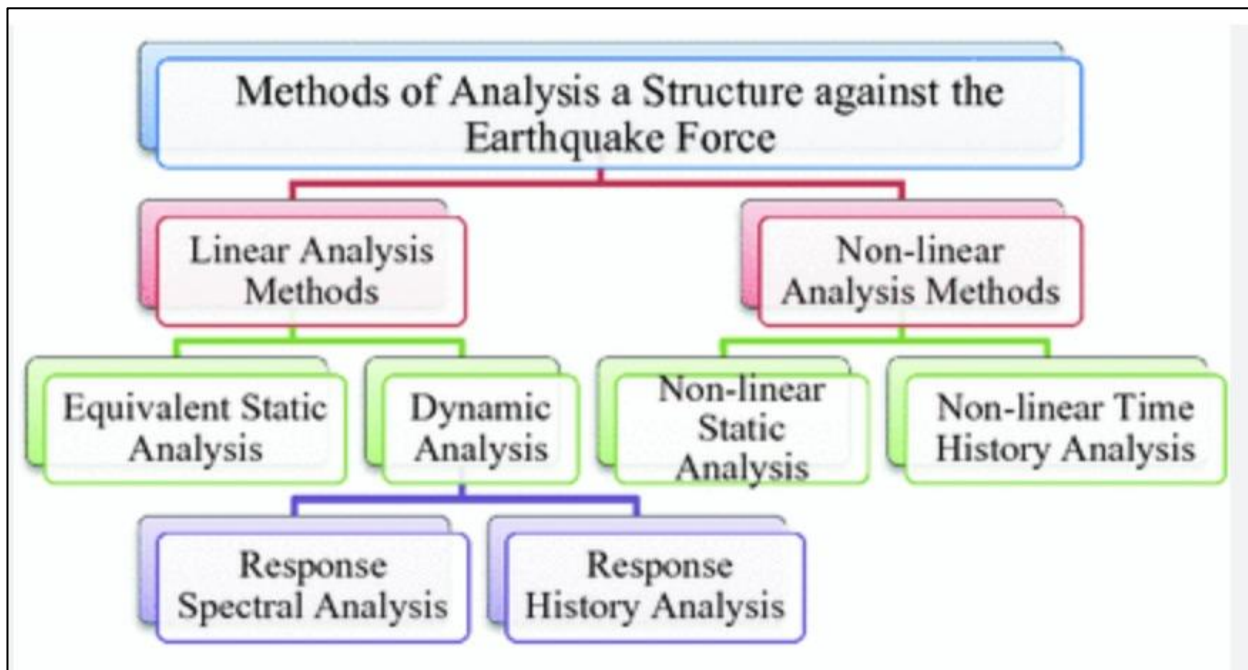 Methods of Analysis a Structure against the
Earthquake Force
Linear Analysis
Methods
Non-linear
Analysis Methods
Equivalent Static
Analysis
Dynamic
Analysis
Non-linear
Static
Analysis
Non-linear Time
History Analysis
Response
Spectral Analysis
Response
History Analysis